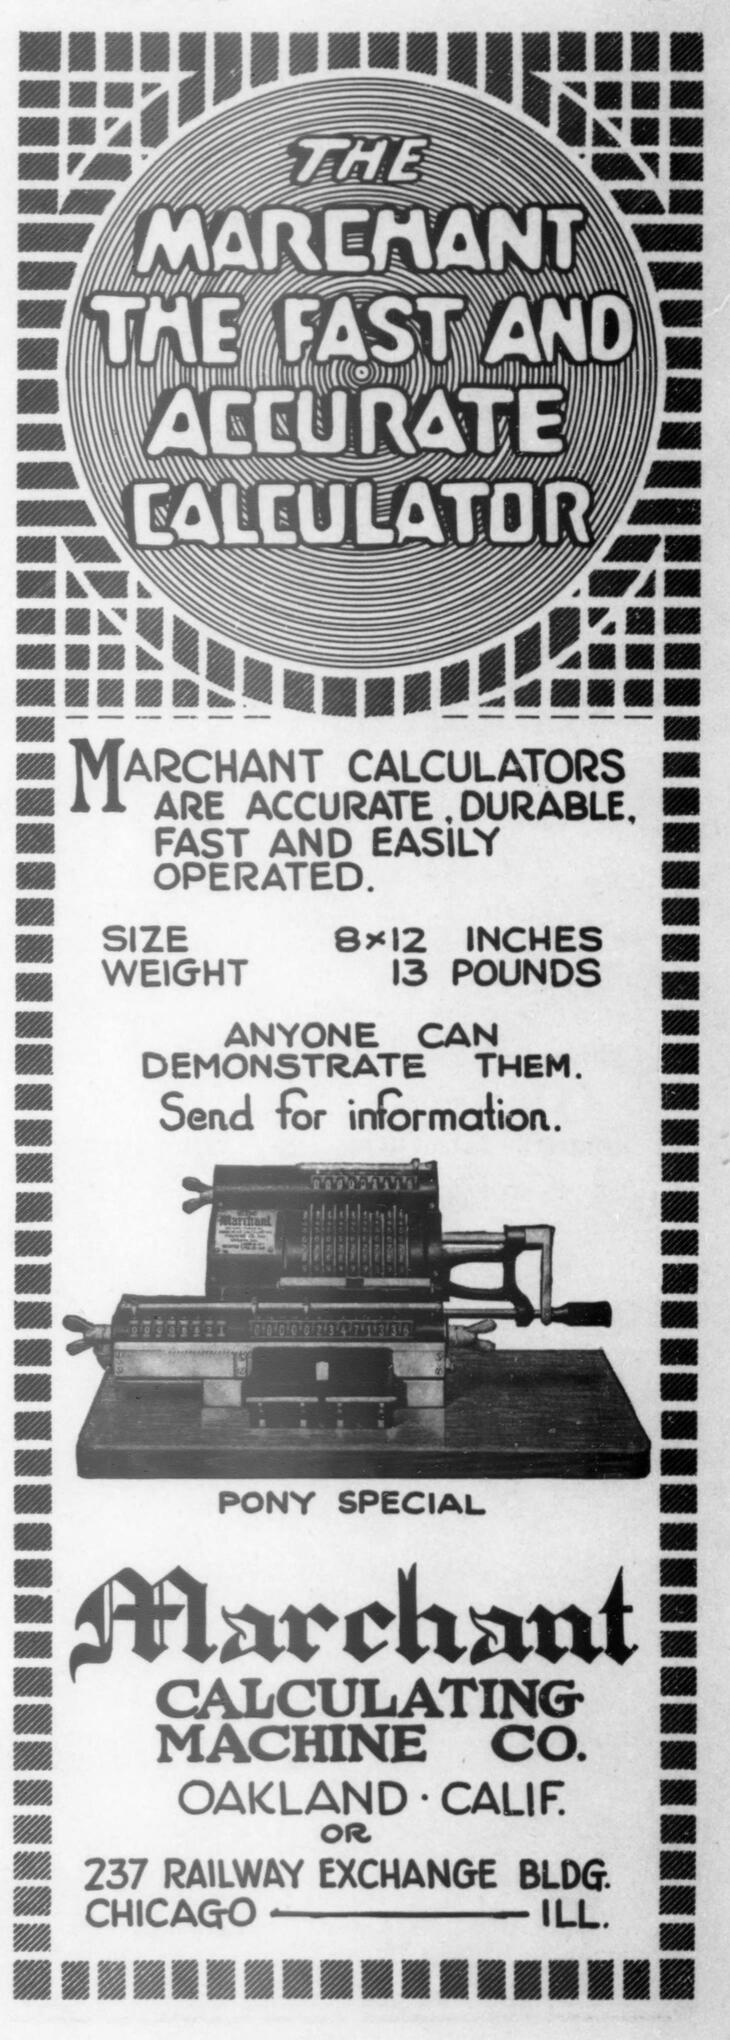 THE
MARCHANT
THE FAST AND
ACCURATE
CALCULATOR
MARCHANT CALCULATORS
ARE ACCURATE, DURABLE,
FAST AND EASILY
OPERATED.
SIZE 8×12 INCHES
WEIGHT 13 POUNDS
ANYONE CAN
DEMONSTRATE THEM.
Send for information.
Marchant
PONY SPECIAL
Marchant
CALCULATING
MACHINE CO.
OAKLAND · CALIF.
OR
237 RAILWAY EXCHANGE BLDG.
CHICAGO — ILL.